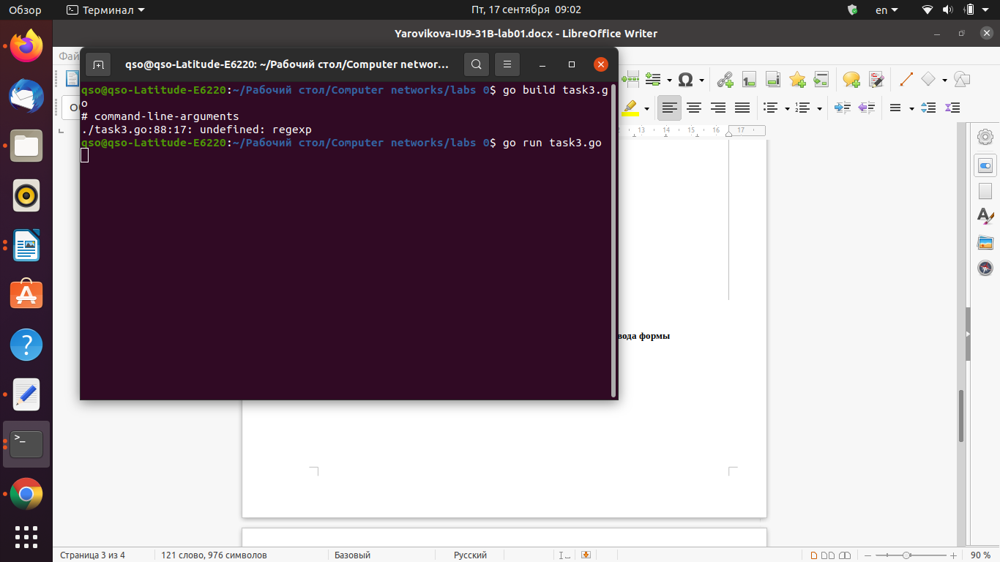 Обзор
Терминал
Пт, 17 сентября 09:02
en
Yarovikova-IU9-31B-lab01.docx - LibreOffice Writer
qso@qso-Latitude-E6220: ~/Рабочий стол/Computer networ…
qso@qso-Latitude-E6220:~/Рабочий стол/Computer networks/labs 0$ go build task3.g
o
# command-line-arguments
./task3.go:88:17: undefined: regexp
qso@qso-Latitude-E6220:~/Рабочий стол/Computer networks/labs 0$ go run task3.go
13 14 15 16 17
вода формы
Страница 3 из 4
121 слово, 976 символов
Базовый
Русский
90 %